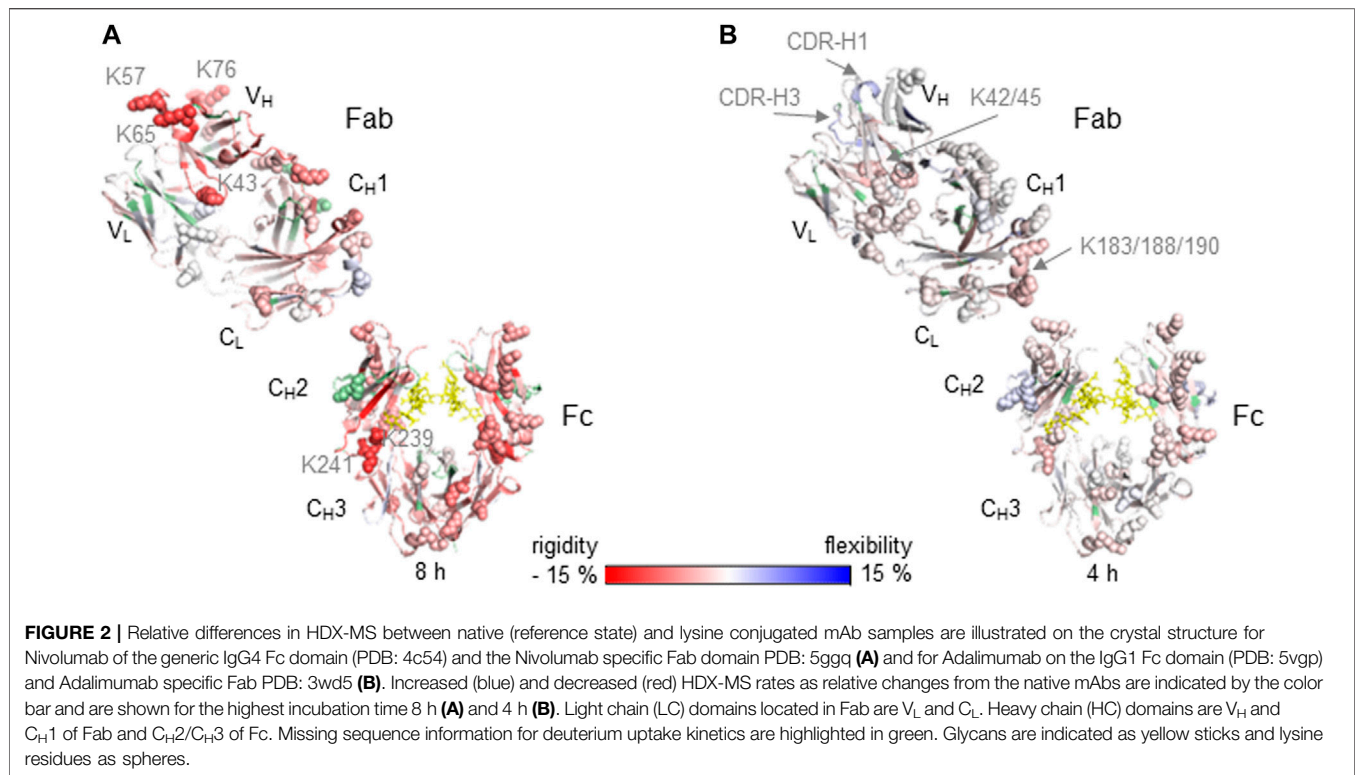 A
B
K57
K76
VH
Fab
K65
K43
CH1
VL
CL
CH2
K239
K241
Fc
CH3
8 h
CDR-H1
CDR-H3
VH
K42/45
Fab
CH1
VL
K183/188/190
CL
CH2
Fc
CH3
4 h
rigidity
flexibility
- 15 %
15 %
FIGURE 2 | Relative differences in HDX-MS between native (reference state) and lysine conjugated mAb samples are illustrated on the crystal structure for
Nivolumab of the generic IgG4 Fc domain (PDB: 4c54) and the Nivolumab specific Fab domain PDB: 5ggq (A) and for Adalimumab on the IgG1 Fc domain (PDB: 5vgp)
and Adalimumab specific Fab PDB: 3wd5 (B). Increased (blue) and decreased (red) HDX-MS rates as relative changes from the native mAbs are indicated by the color
bar and are shown for the highest incubation time 8 h (A) and 4 h (B). Light chain (LC) domains located in Fab are VL and CL. Heavy chain (HC) domains are VH and
CH1 of Fab and CH2/CH3 of Fc. Missing sequence information for deuterium uptake kinetics are highlighted in green. Glycans are indicated as yellow sticks and lysine
residues as spheres.